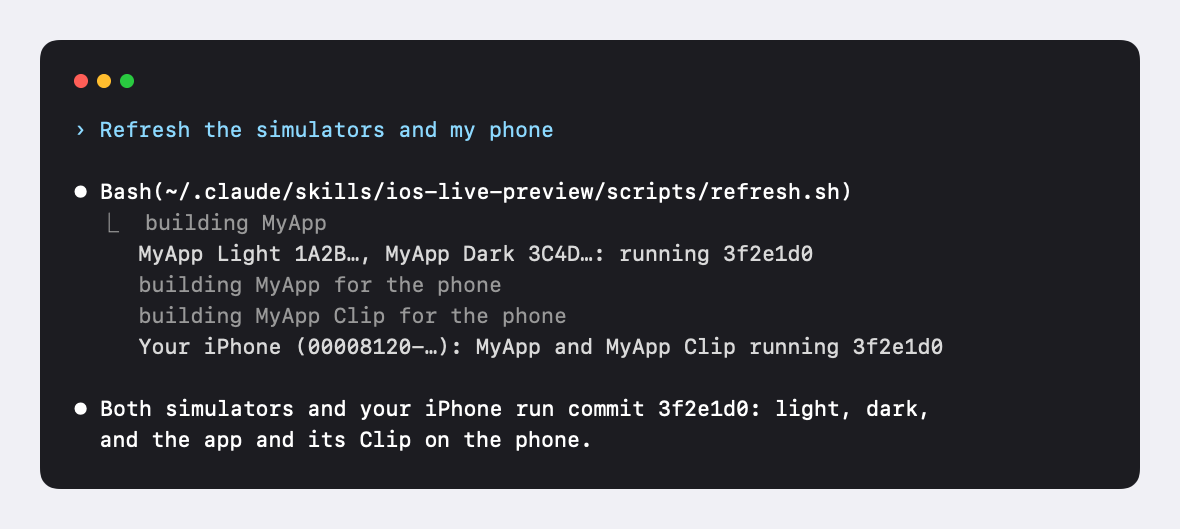 › Refresh the simulators and my phone
● Bash(~/.claude/skills/ios-live-preview/scripts/refresh.sh)
⎿  building MyApp
MyApp Light 1A2B…, MyApp Dark 3C4D…: running 3f2e1d0
building MyApp for the phone
building MyApp Clip for the phone
Your iPhone (00008120-…): MyApp and MyApp Clip running 3f2e1d0
● Both simulators and your iPhone run commit 3f2e1d0: light, dark,
and the app and its Clip on the phone.